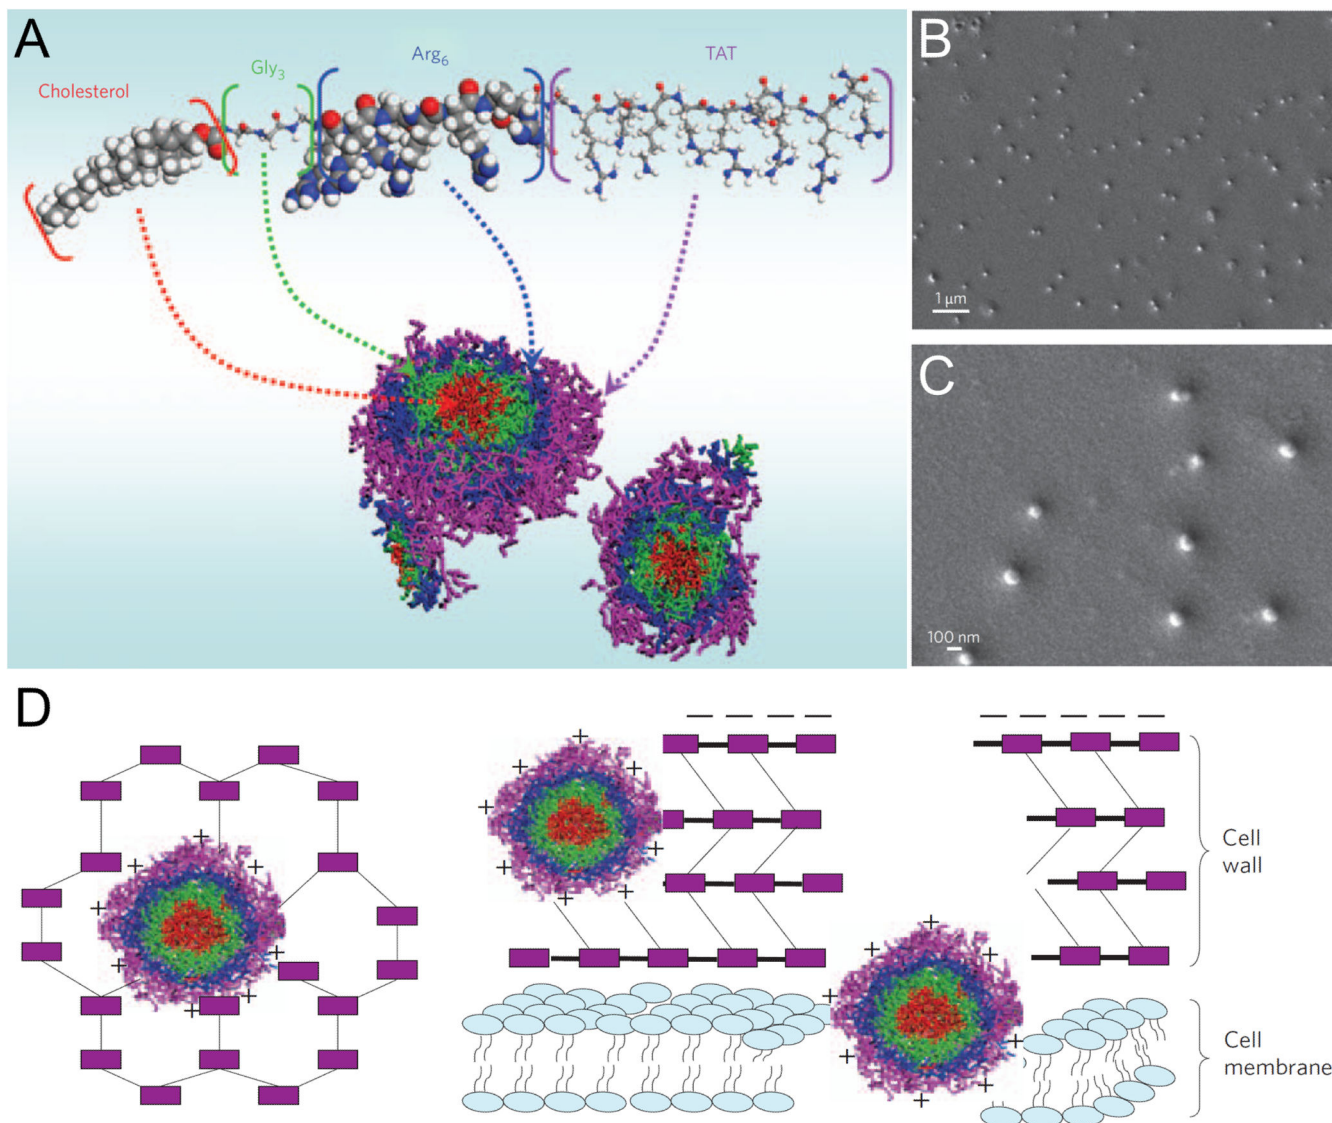 A
Cholesterol
Gly3
Arg6
TAT
B
1 µm
C
100 nm
D
+ + + + + + + + +
+ + + + + + + +
+ + + + + + + +
Cell
wall
Cell
membrane